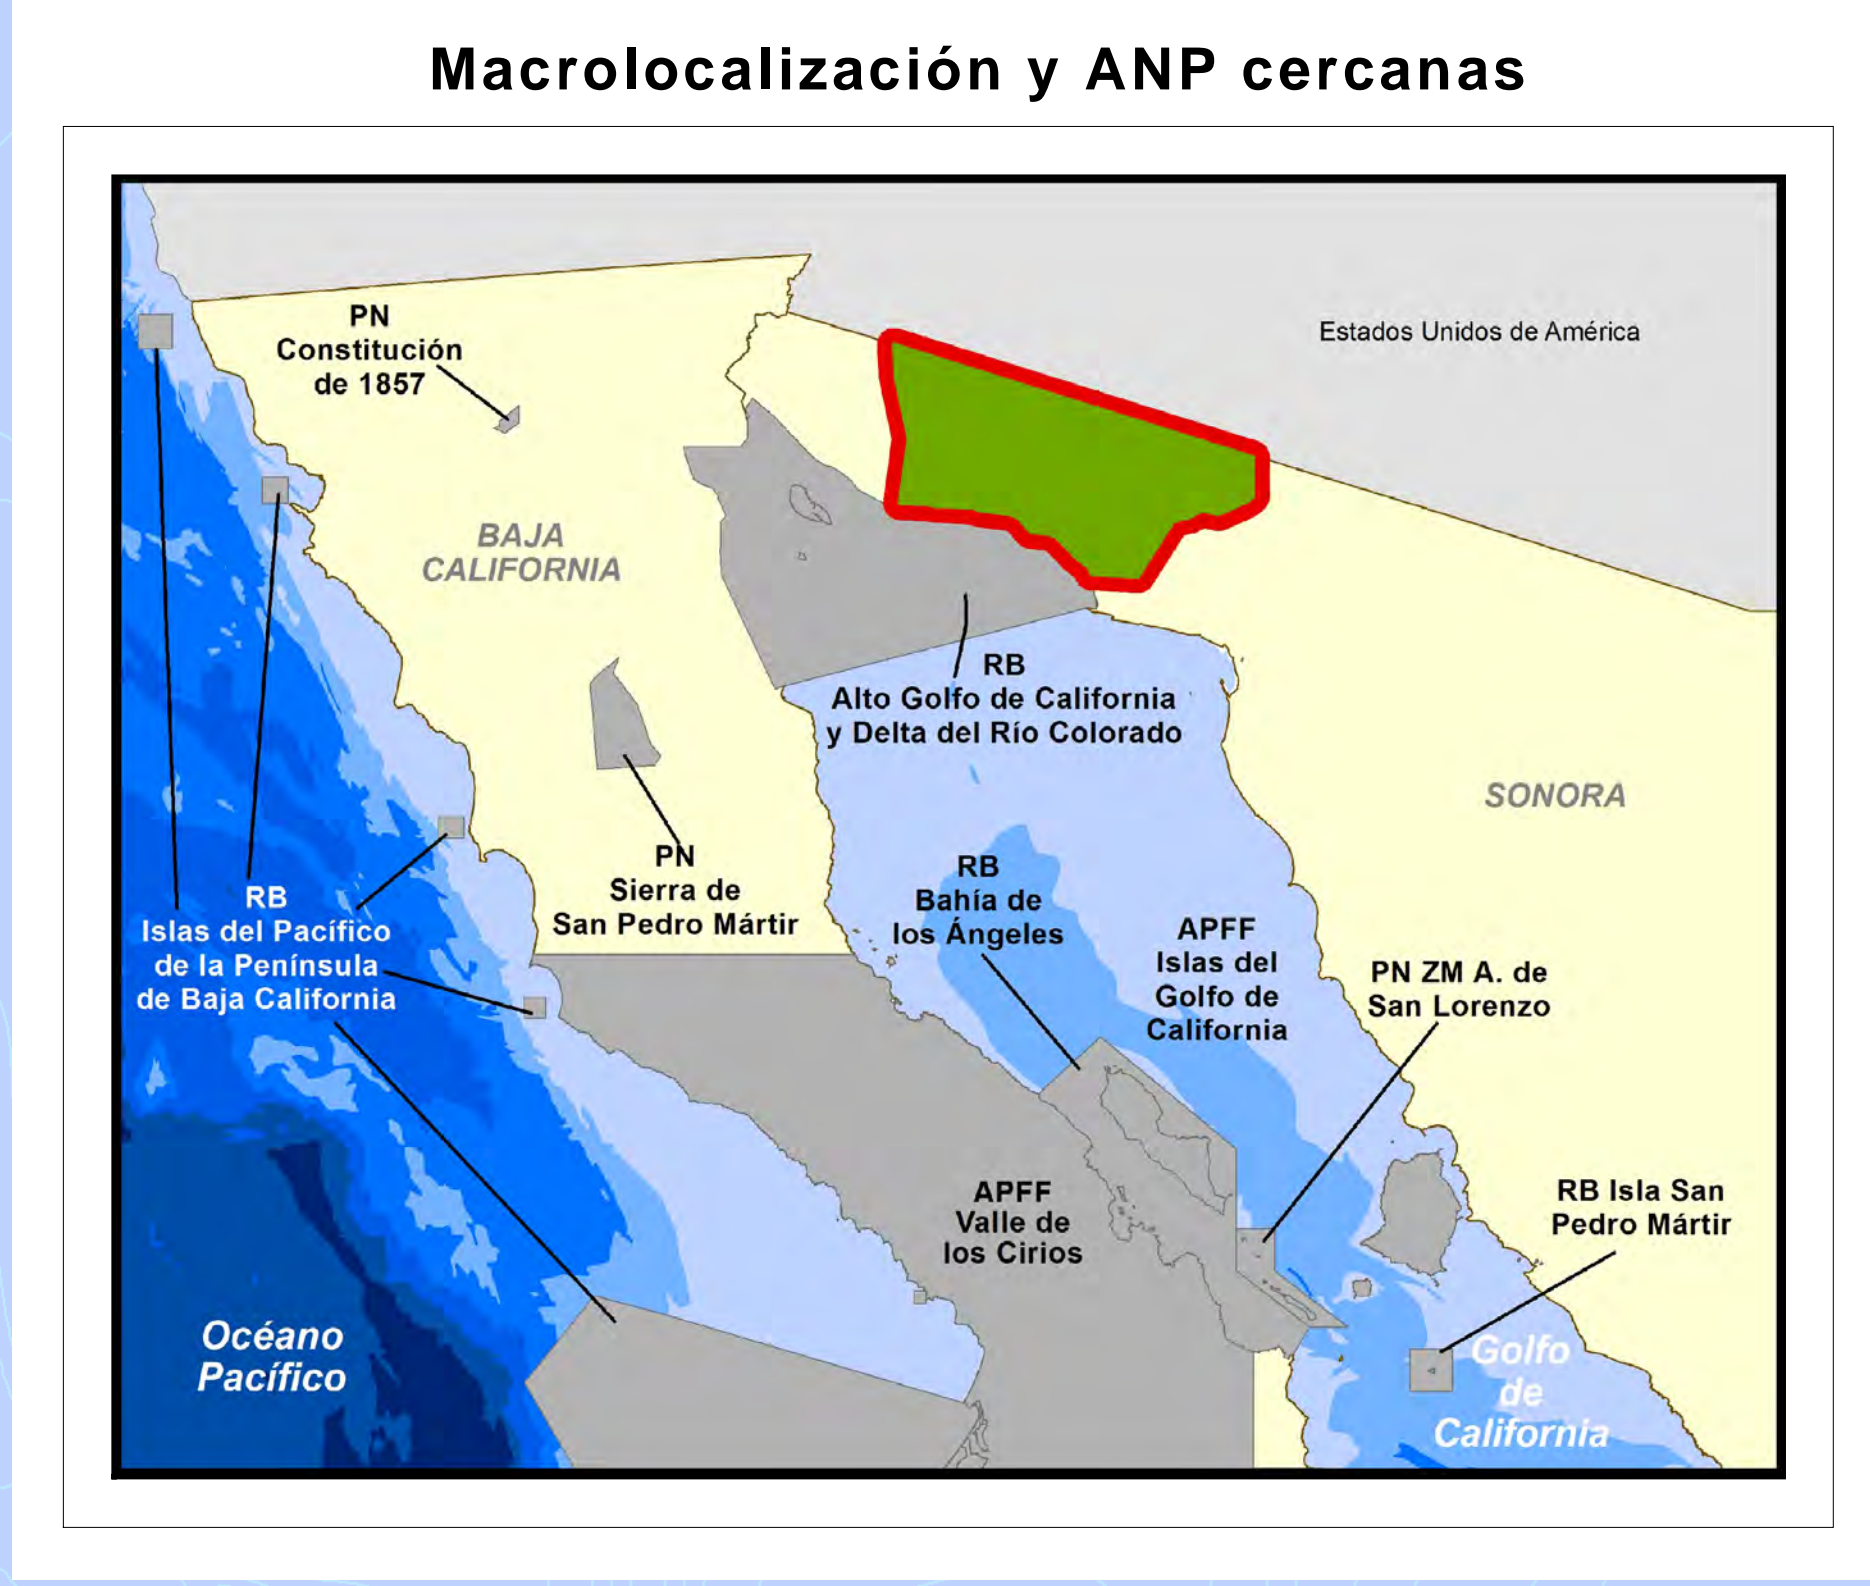 Macrolocalización y ANP cercanas
Estados Unidos de América
PN
Constitución
de 1857
BAJA
CALIFORNIA
RB
Alto Golfo de California
y Delta del Río Colorado
SONORA
PN
Sierra de
San Pedro Mártir
RB
Bahía de
los Ángeles
RB
Islas del Pacífico
de la Península
de Baja California
APFF
Islas del
Golfo de
California
PN ZM A. de
San Lorenzo
APFF
Valle de
los Cirios
RB Isla San
Pedro Mártir
Océano
Pacífico
Golfo
de
California